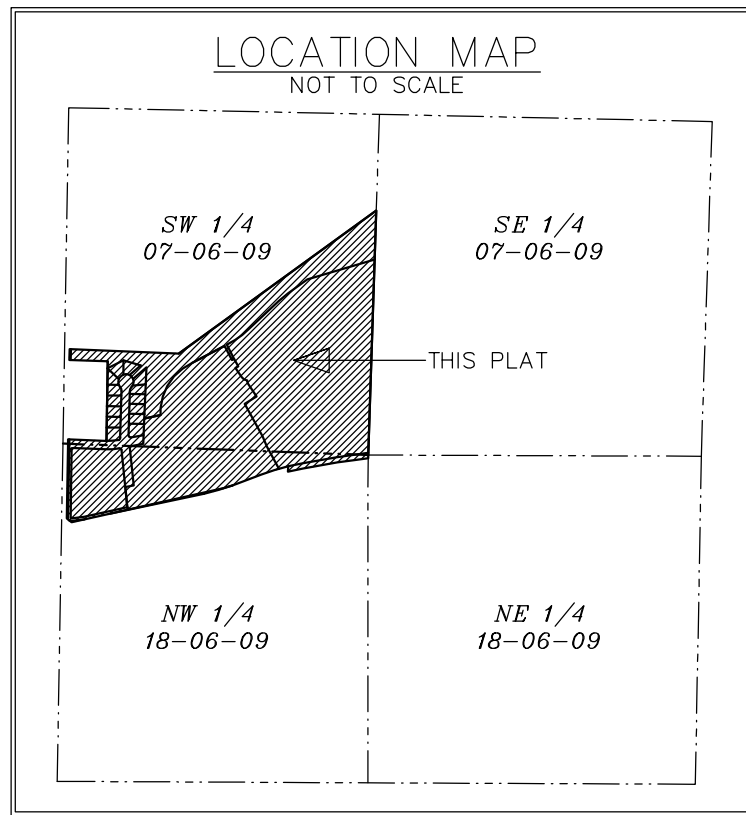 LOCATION MAP
NOT TO SCALE
SW 1/4
07-06-09
SE 1/4
07-06-09
THIS PLAT
NW 1/4
18-06-09
NE 1/4
18-06-09